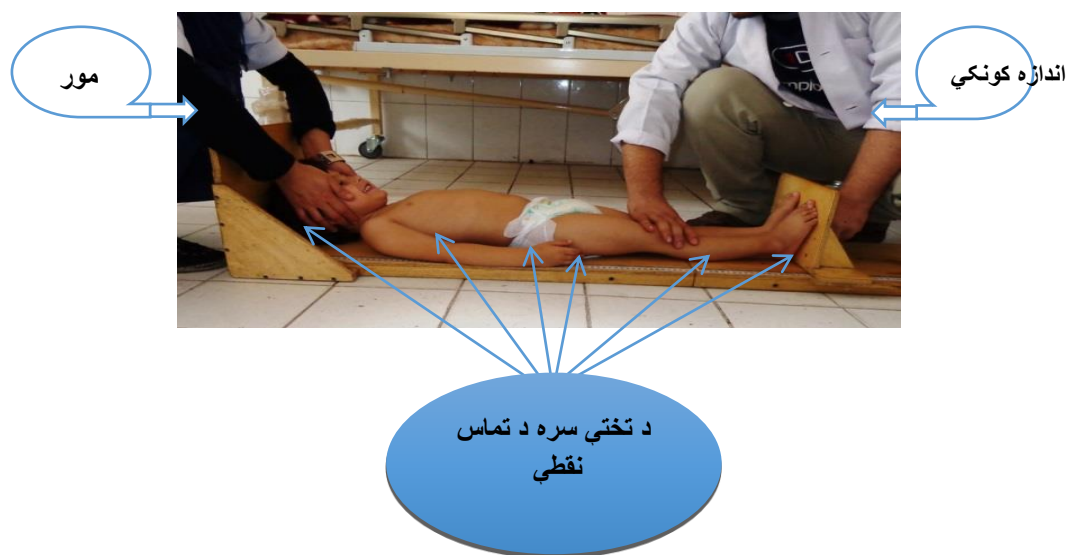 مور
اندازه کونکي
د تختې سره د تماس
نقطې